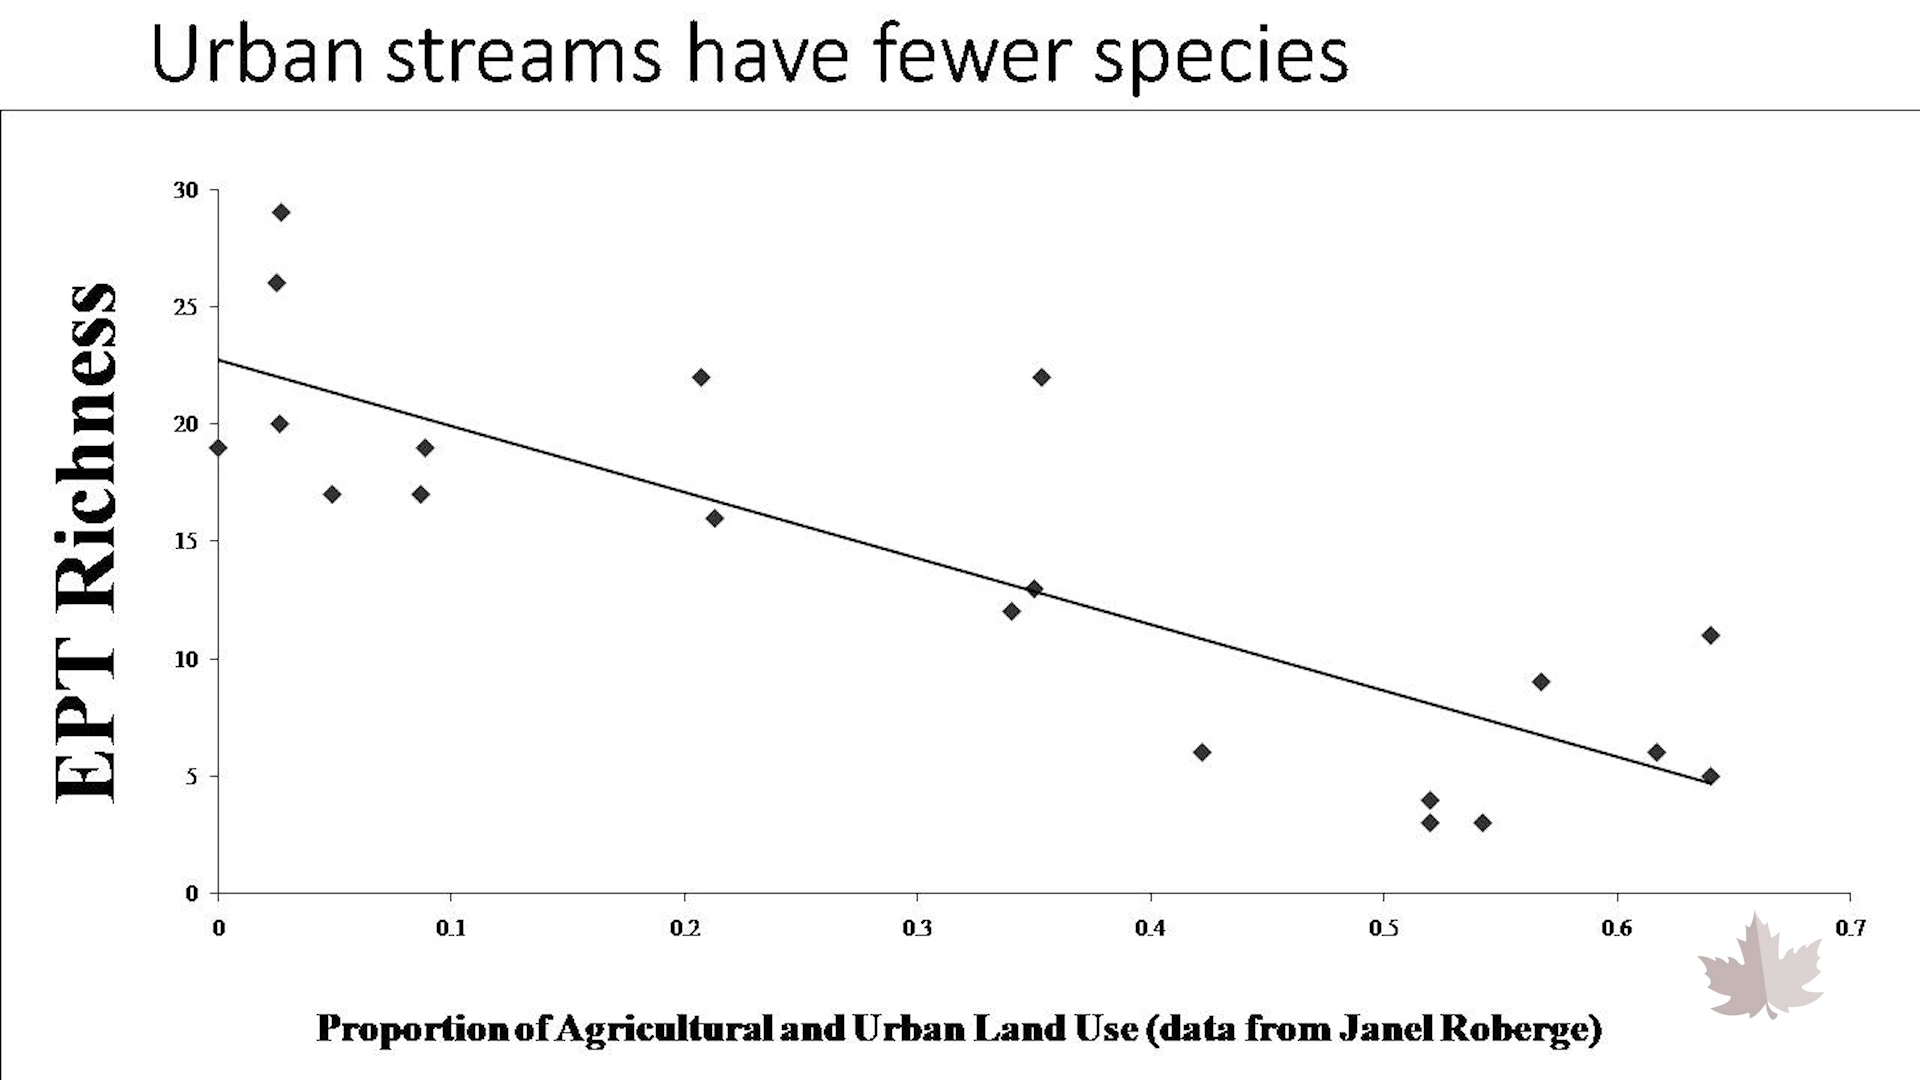 Urban streams have fewer species
EPT Richness
30
25
20
15
10
5
0
0 0.1 0.2 0.3 0.4 0.5 0.6 0.7
Proportion of Agricultural and Urban Land Use (data from Janel Roberge)